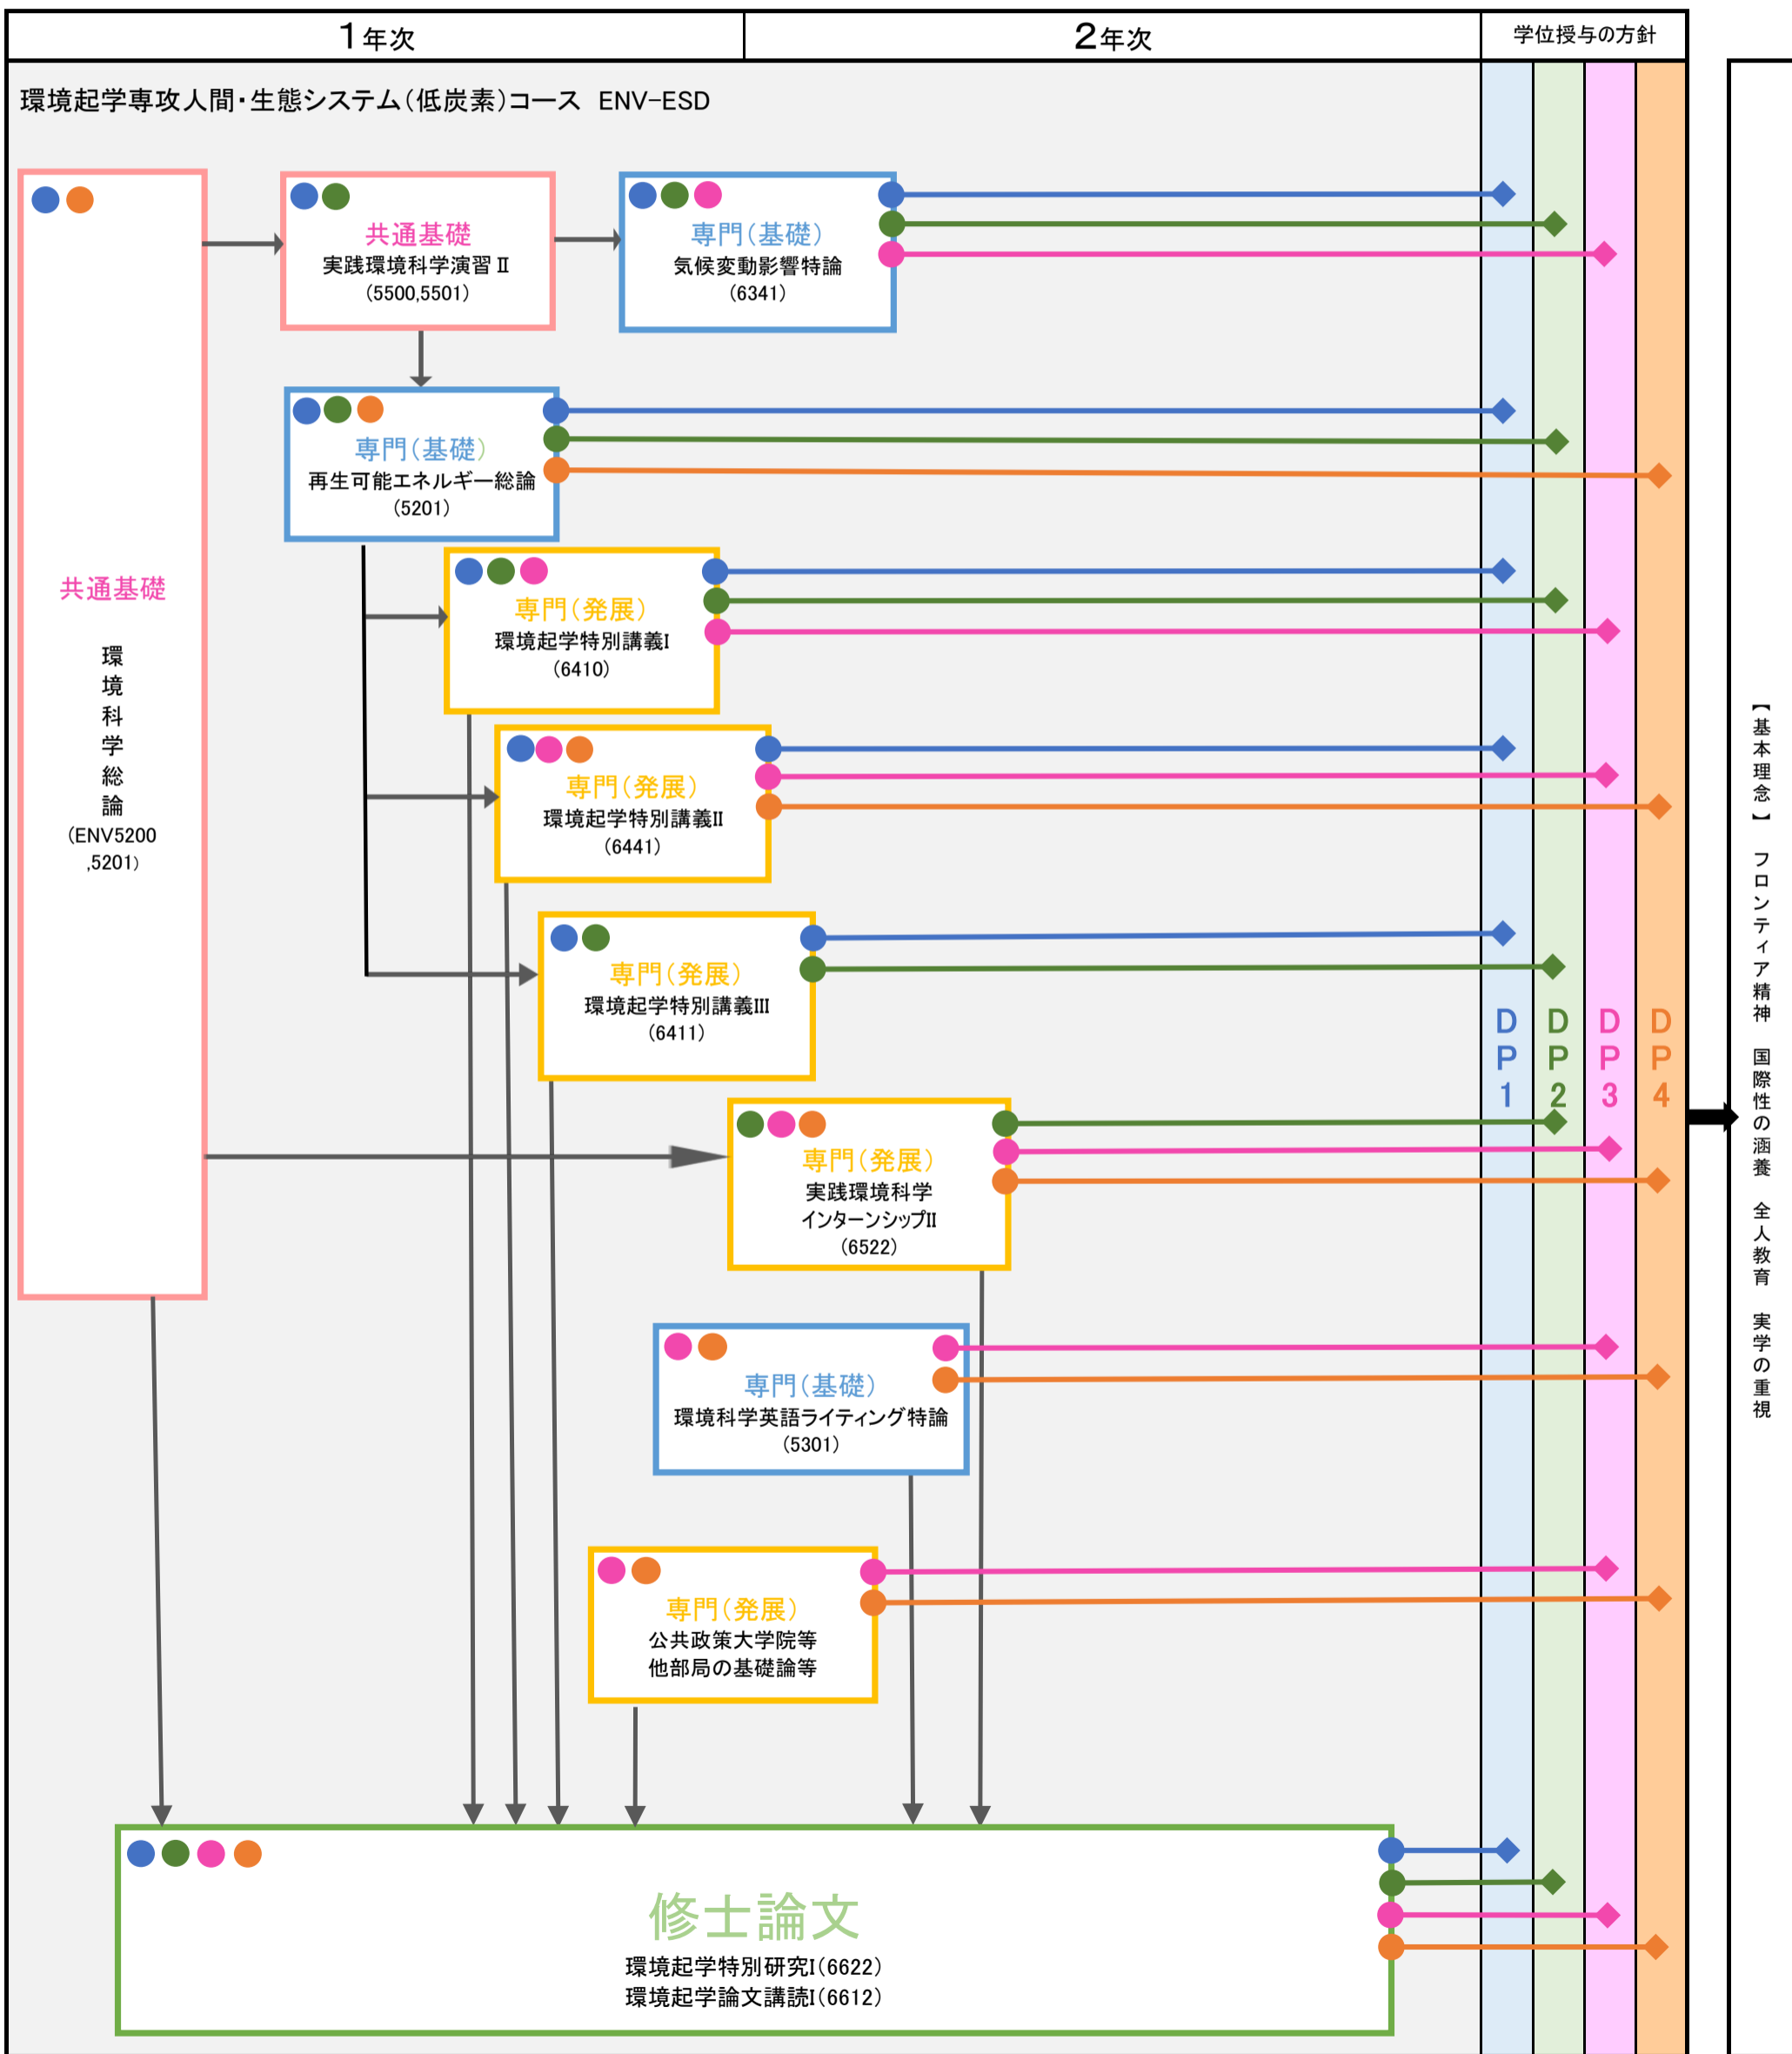 1年次
2年次
学位授与の方針
環境起学専攻人間・生態システム(低炭素)コース ENV-ESD
共通基礎
環境科学総論
(ENV5200
,5201)
共通基礎
実践環境科学演習Ⅱ
(5500,5501)
専門(基礎)
気候変動影響特論
(6341)
専門(基礎)
再生可能エネルギー総論
(5201)
専門(発展)
環境起学特別講義I
(6410)
専門(発展)
環境起学特別講義II
(6441)
専門(発展)
環境起学特別講義III
(6411)
専門(発展)
実践環境科学
インターンシップII
(6522)
専門(基礎)
環境科学英語ライティング特論
(5301)
専門(発展)
公共政策大学院等
他部局の基礎論等
修士論文
環境起学特別研究I(6622)
環境起学論文講読I(6612)
DP1
DP2
DP3
DP4
【基本理念】 フロンティア精神 国際性の涵養 全人教育 実学の重視